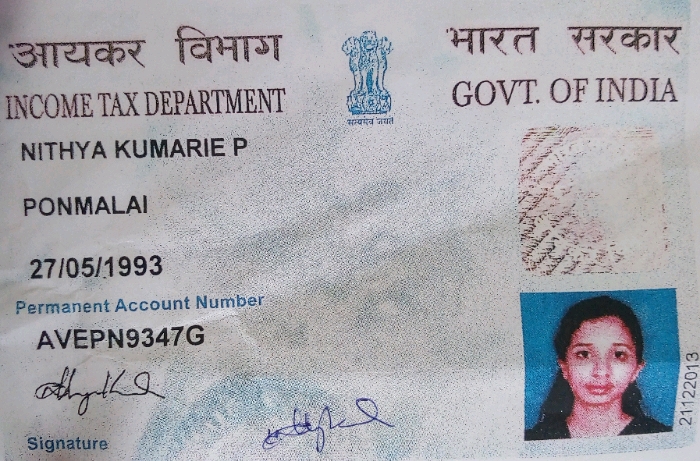 आयकर विभाग
भारत सरकार
INCOME TAX DEPARTMENT
GOVT. OF INDIA
सत्यमेव जयते
NITHYA KUMARIE P
PONMALAI
27/05/1993
Permanent Account Number
AVEPN9347G
Signature
21122013